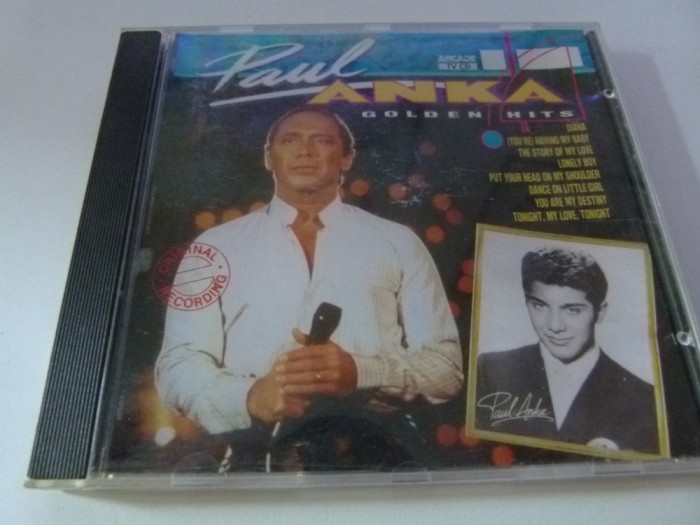 Paul
ANKA
ARCADE
TV CD
GOLDEN HITS
DIANA
(YOU'RE) HAVING MY BABY
THE STORY OF MY LOVE
LONELY BOY
PUT YOUR HEAD ON MY SHOULDER
DANCE ON LITTLE GIRL
YOU ARE MY DESTINY
TONIGHT, MY LOVE, TONIGHT
ORIGINAL
RECORDING
Paul Anka